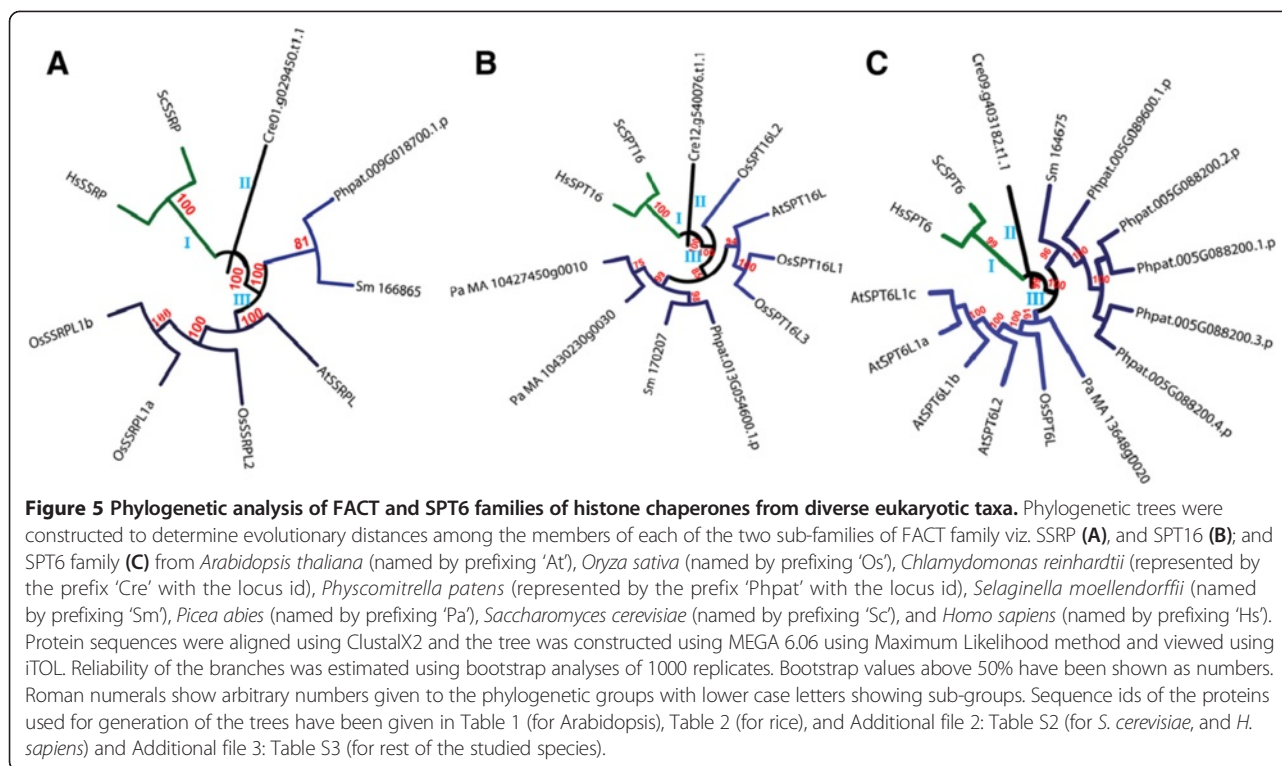 A
ScSSRP
HsSSRP
Cre01.g029450.t1.1
Phpat.009G018700.1.p
Sm 166865
AtSSRPL
OsSSRPL2
OsSSRPL1a
OsSSRPL1b
I
II
III
100
100
100
81
100
100
100
B
ScSPT16
HsSPT16
Cre12.g540076.t1.1
OsSPT16L2
AtSPT16L
OsSPT16L1
OsSPT16L3
Phpat.013G054600.1.p
Sm 170207
Pa MA 10430230g0030
Pa MA 10427450g0010
I
II
III
100
100
C
ScSPT6
HsSPT6
Cre09.g403182.t1.1
Sm 164675
Phpat.005G089600.1.p
Phpat.005G088200.2.p
Phpat.005G088200.1.p
Phpat.005G088200.3.p
Phpat.005G088200.4.p
Pa MA 13648g0020
OsSPT6L
AtSPT6L2
AtSPT6L1b
AtSPT6L1a
AtSPT6L1c
I
II
III
99
96
100
100
100
100
100
91
Figure 5 Phylogenetic analysis of FACT and SPT6 families of histone chaperones from diverse eukaryotic taxa. Phylogenetic trees were
constructed to determine evolutionary distances among the members of each of the two sub-families of FACT family viz. SSRP (A), and SPT16 (B); and
SPT6 family (C) from Arabidopsis thaliana (named by prefixing ‘At’), Oryza sativa (named by prefixing ‘Os’), Chlamydomonas reinhardtii (represented by
the prefix ‘Cre’ with the locus id), Physcomitrella patens (represented by the prefix ‘Phpat’ with the locus id), Selaginella moellendorffii (named
by prefixing ‘Sm’), Picea abies (named by prefixing ‘Pa’), Saccharomyces cerevisiae (named by prefixing ‘Sc’), and Homo sapiens (named by prefixing ‘Hs’).
Protein sequences were aligned using ClustalX2 and the tree was constructed using MEGA 6.06 using Maximum Likelihood method and viewed using
iTOL. Reliability of the branches was estimated using bootstrap analyses of 1000 replicates. Bootstrap values above 50% have been shown as numbers.
Roman numerals show arbitrary numbers given to the phylogenetic groups with lower case letters showing sub-groups. Sequence ids of the proteins
used for generation of the trees have been given in Table 1 (for Arabidopsis), Table 2 (for rice), and Additional file 2: Table S2 (for S. cerevisiae, and H.
sapiens) and Additional file 3: Table S3 (for rest of the studied species).